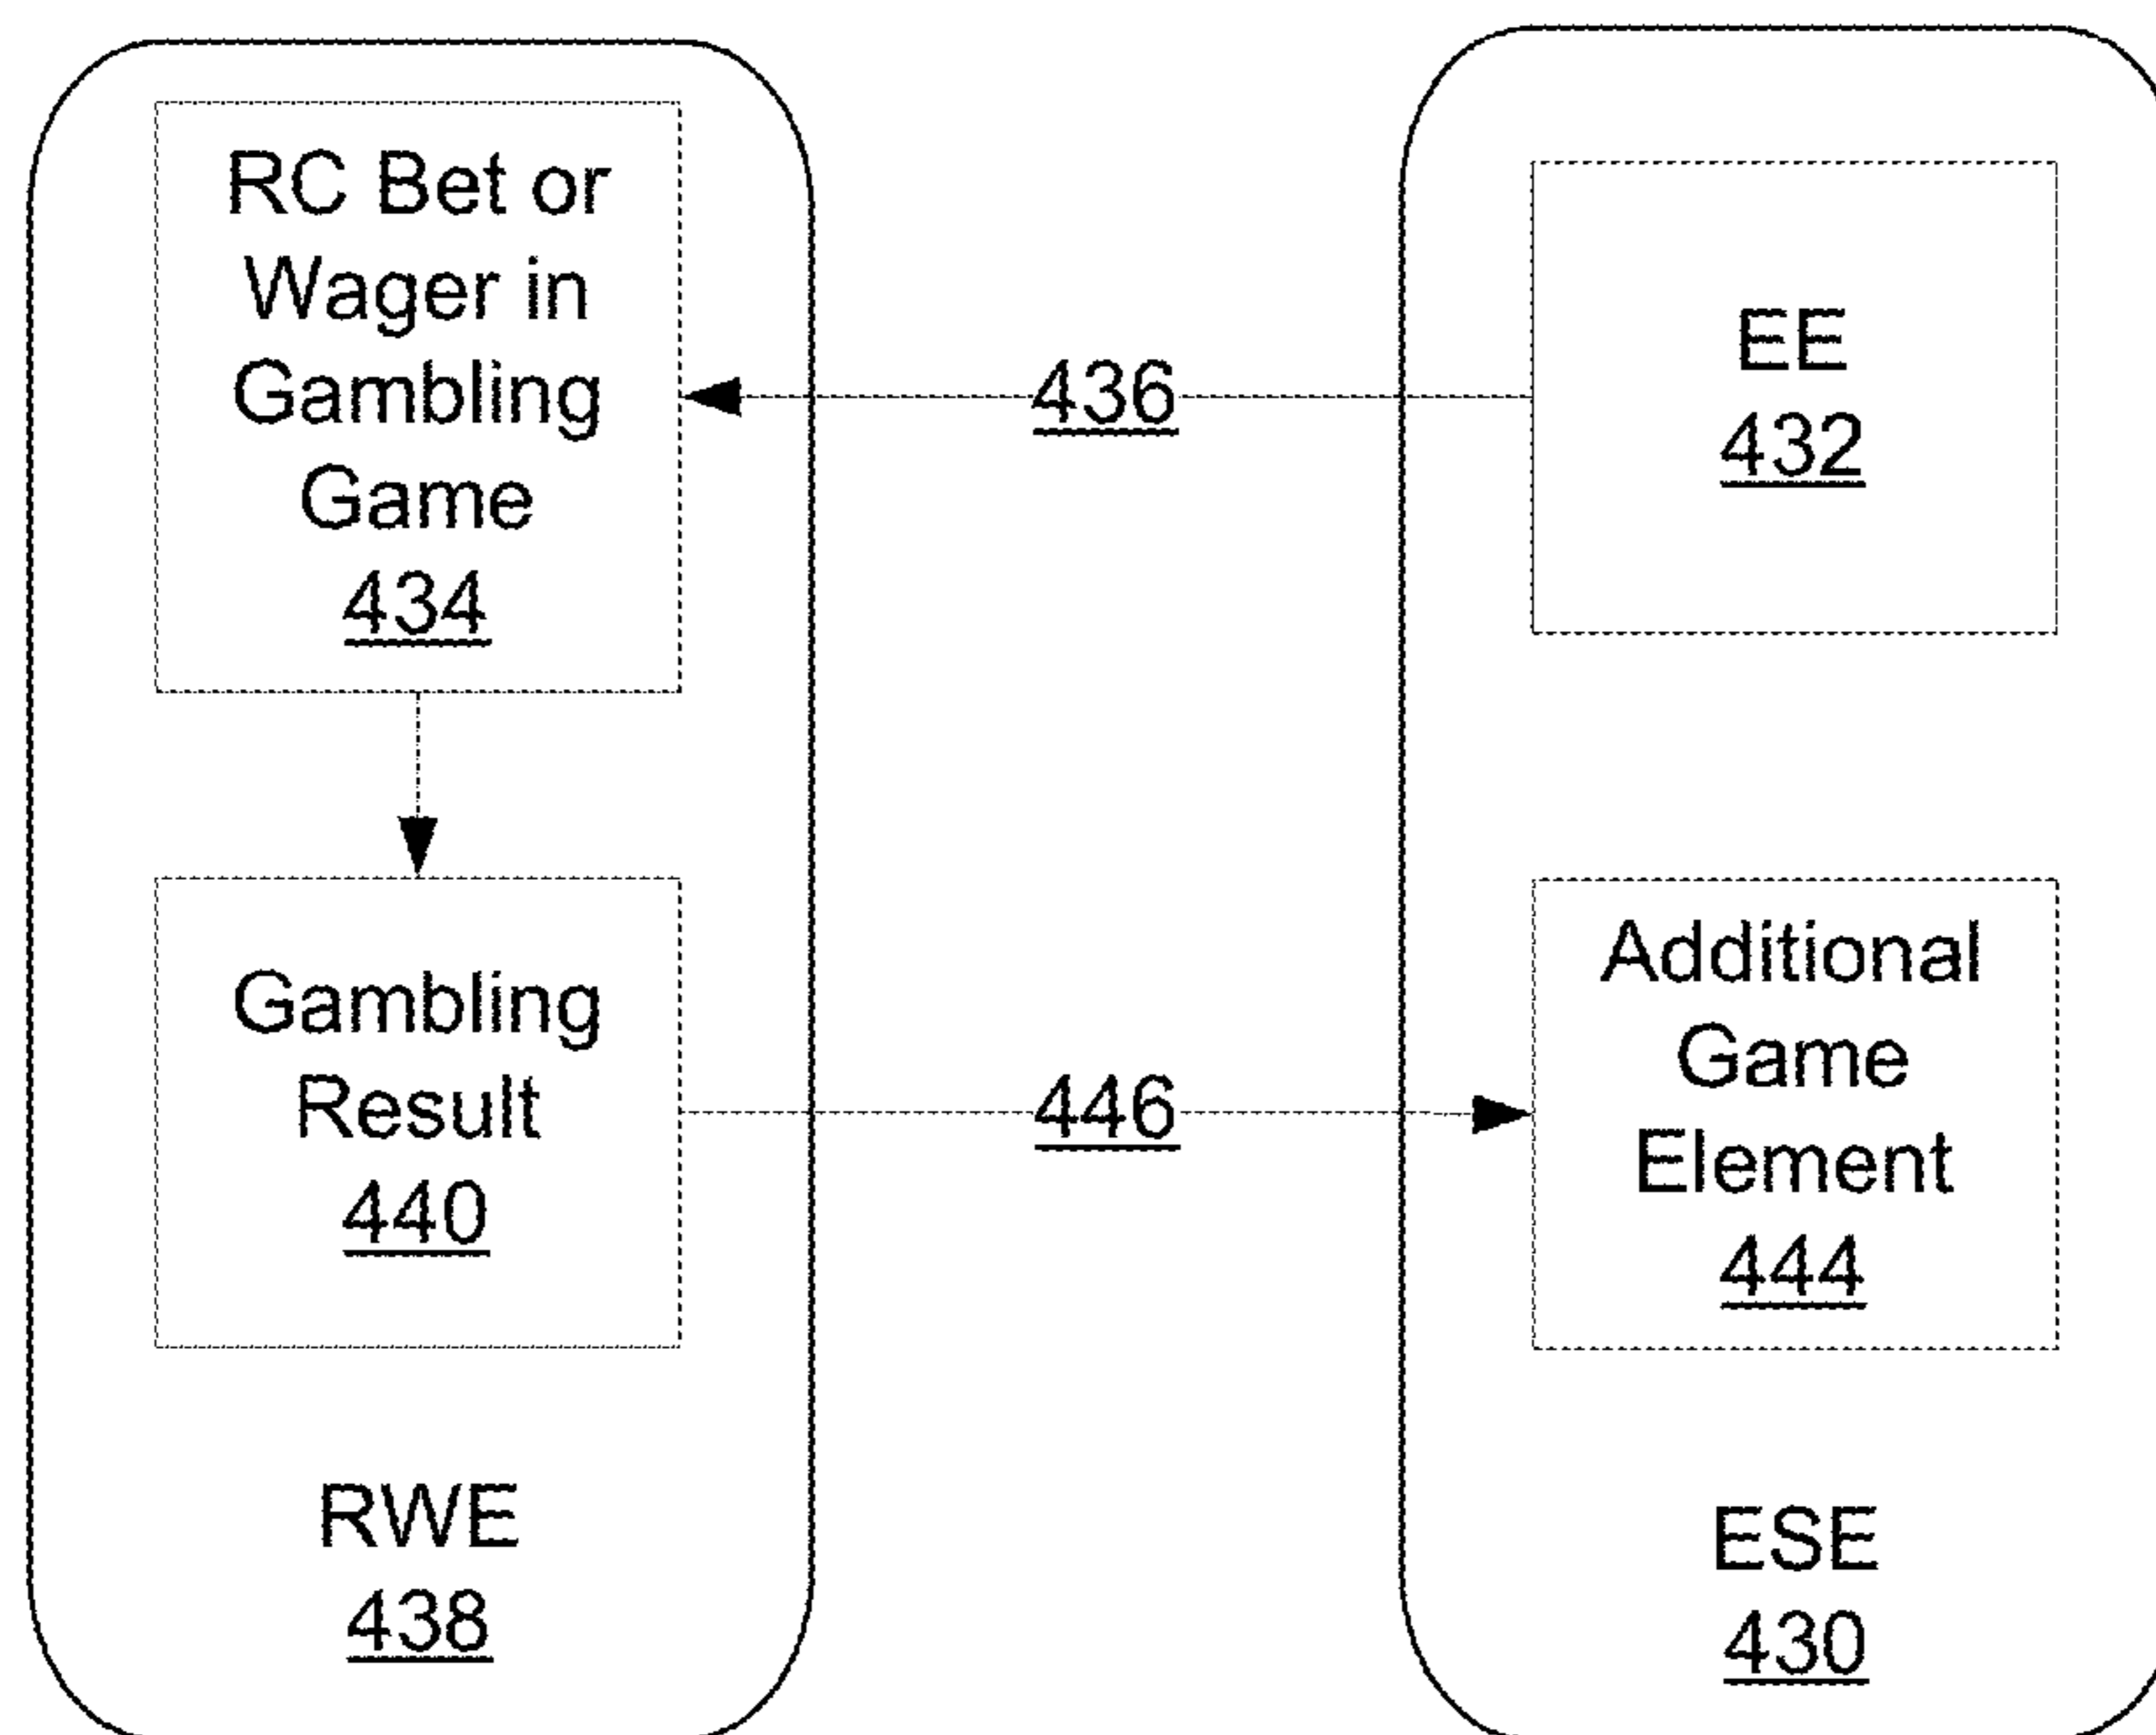 RC Bet or
Wager in
Gambling
Game
434
436
EE
432
Gambling
Result
440
446
Additional
Game
Element
444
RWE
438
ESE
430